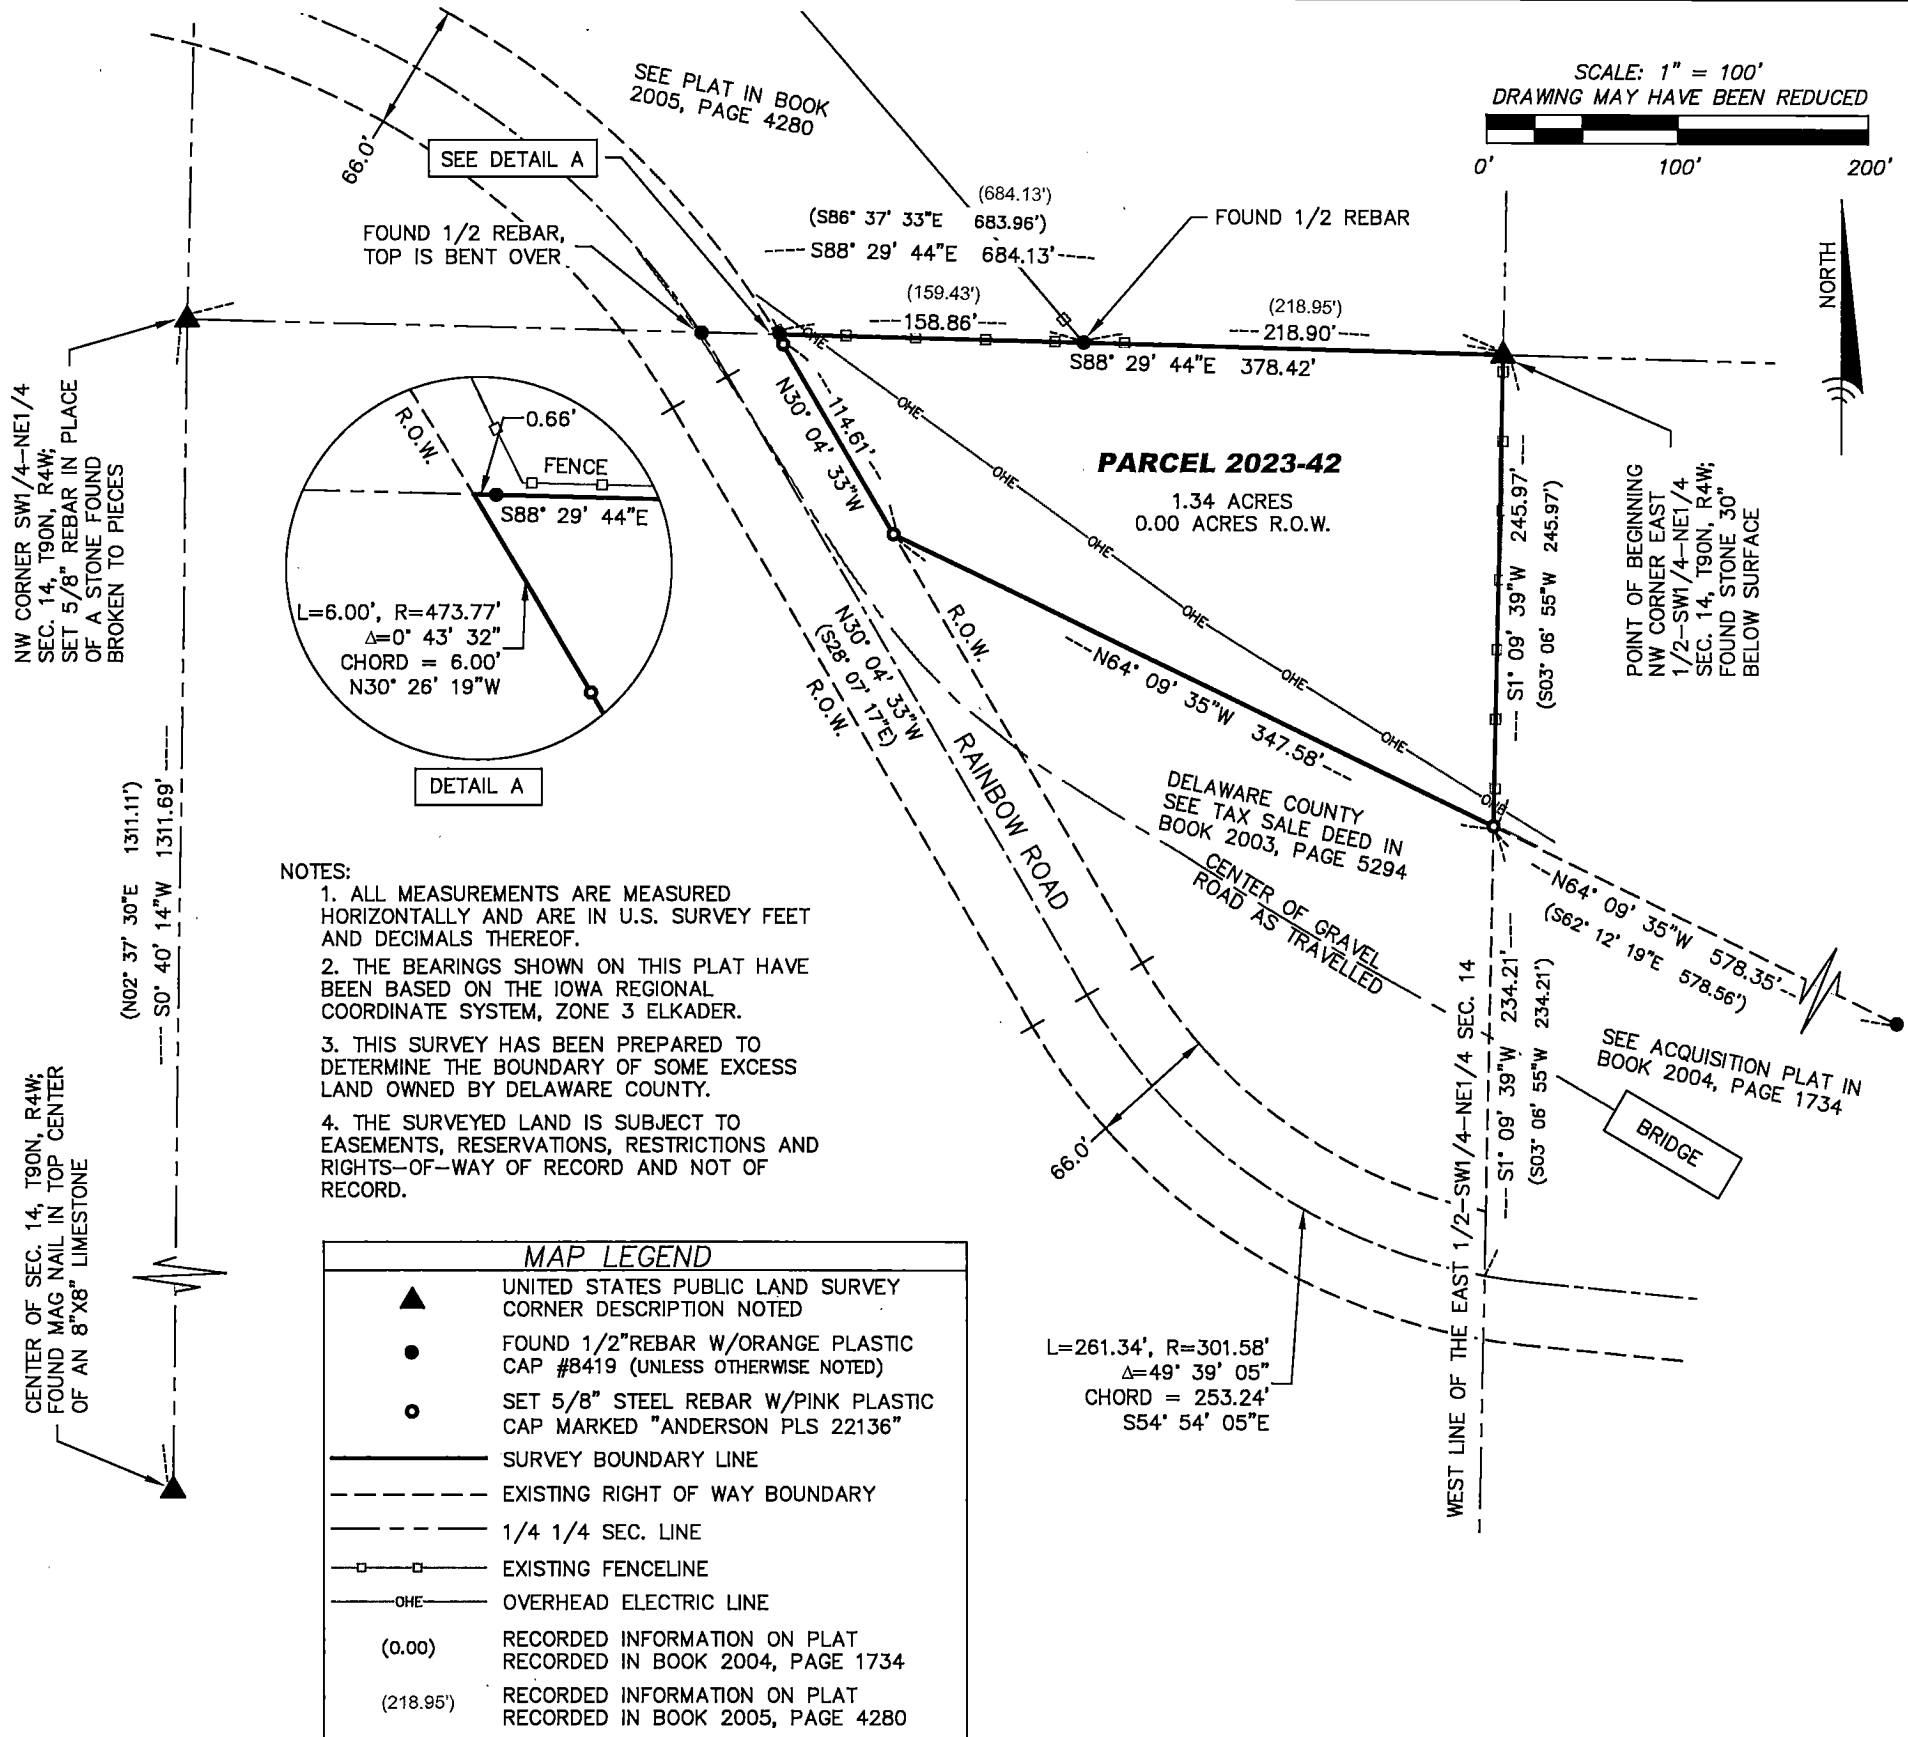 SCALE: 1" = 100'
DRAWING MAY HAVE BEEN REDUCED
0' 100' 200'
NORTH
SEE PLAT IN BOOK
2005, PAGE 4280
66.0'
SEE DETAIL A
FOUND 1/2 REBAR,
TOP IS BENT OVER
(684.13')
(S86° 37' 33"E 683.96')
S88° 29' 44"E 684.13'
FOUND 1/2 REBAR
(159.43')
158.86'
(218.95')
218.90'
S88° 29' 44"E 378.42'
NW CORNER SW1/4-NE1/4
SEC. 14, T90N, R4W;
SET 5/8" REBAR IN PLACE
OF A STONE FOUND
BROKEN TO PIECES
R.O.W.
0.66'
FENCE
S88° 29' 44"E
L=6.00', R=473.77'
Δ=0° 43' 32"
CHORD = 6.00'
N30° 26' 19"W
DETAIL A
OHE
N30° 04' 33"W
114.61'
OHE
OHE
OHE
OHE
OHE
OHE
OHE
PARCEL 2023-42
1.34 ACRES
0.00 ACRES R.O.W.
S1° 09' 39"W 245.97'
(S03° 06' 55"W 245.97')
POINT OF BEGINNING
NW CORNER EAST
1/2-SW1/4-NE1/4
SEC. 14, T90N, R4W;
FOUND STONE 30"
BELOW SURFACE
N30° 04' 33"W
(S28° 07' 17"E)
R.O.W.
R.O.W.
RAINBOW ROAD
N64° 09' 35"W 347.58'
DELAWARE COUNTY
SEE TAX SALE DEED IN
BOOK 2003, PAGE 5294
CENTER OF GRAVEL
ROAD AS TRAVELLED
N64° 09' 35"W 578.35'
(S62° 12' 19"E 578.56')
(N02° 37' 30"E 1311.11')
S0° 40' 14"W 1311.69'
NOTES:
1. ALL MEASUREMENTS ARE MEASURED
HORIZONTALLY AND ARE IN U.S. SURVEY FEET
AND DECIMALS THEREOF.
2. THE BEARINGS SHOWN ON THIS PLAT HAVE
BEEN BASED ON THE IOWA REGIONAL
COORDINATE SYSTEM, ZONE 3 ELKADER.
3. THIS SURVEY HAS BEEN PREPARED TO
DETERMINE THE BOUNDARY OF SOME EXCESS
LAND OWNED BY DELAWARE COUNTY.
4. THE SURVEYED LAND IS SUBJECT TO
EASEMENTS, RESERVATIONS, RESTRICTIONS AND
RIGHTS-OF-WAY OF RECORD AND NOT OF
RECORD.
66.0'
WEST LINE OF THE EAST 1/2-SW1/4-NE1/4 SEC. 14
S1° 09' 39"W 234.21'
(S03° 06' 55"W 234.21')
SEE ACQUISITION PLAT IN
BOOK 2004, PAGE 1734
BRIDGE
CENTER OF SEC. 14, T90N, R4W;
FOUND MAG NAIL IN TOP CENTER
OF AN 8"X8" LIMESTONE
L=261.34', R=301.58'
Δ=49° 39' 05"
CHORD = 253.24'
S54° 54' 05"E
MAP LEGEND
UNITED STATES PUBLIC LAND SURVEY
CORNER DESCRIPTION NOTED
FOUND 1/2"REBAR W/ORANGE PLASTIC
CAP #8419 (UNLESS OTHERWISE NOTED)
SET 5/8" STEEL REBAR W/PINK PLASTIC
CAP MARKED "ANDERSON PLS 22136"
SURVEY BOUNDARY LINE
EXISTING RIGHT OF WAY BOUNDARY
1/4 1/4 SEC. LINE
EXISTING FENCELINE
OHE OVERHEAD ELECTRIC LINE
(0.00) RECORDED INFORMATION ON PLAT
RECORDED IN BOOK 2004, PAGE 1734
(218.95') RECORDED INFORMATION ON PLAT
RECORDED IN BOOK 2005, PAGE 4280